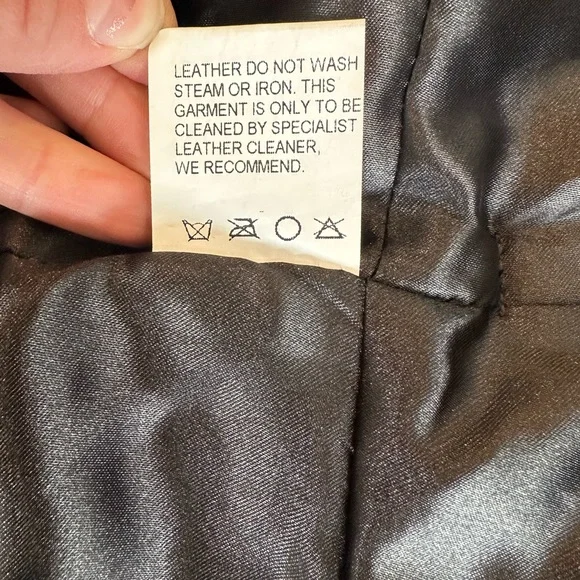 LEATHER DO NOT WASH
STEAM OR IRON. THIS
GARMENT IS ONLY TO BE
CLEANED BY SPECIALIST
LEATHER CLEANER,
WE RECOMMEND.